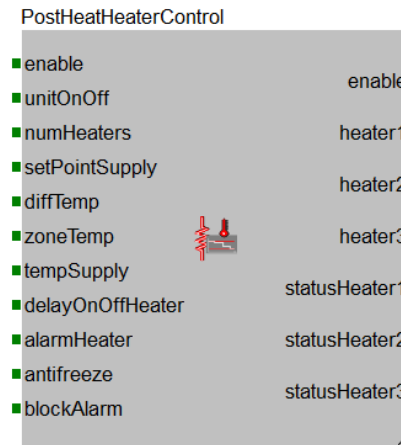 PostHeatHeaterControl
enable
unitOnOff
numHeaters
setPointSupply
diffTemp
zoneTemp
tempSupply
delayOnOffHeater
alarmHeater
antifreeze
blockAlarm
enable
heater1
heater2
heater3
statusHeater1
statusHeater2
statusHeater3